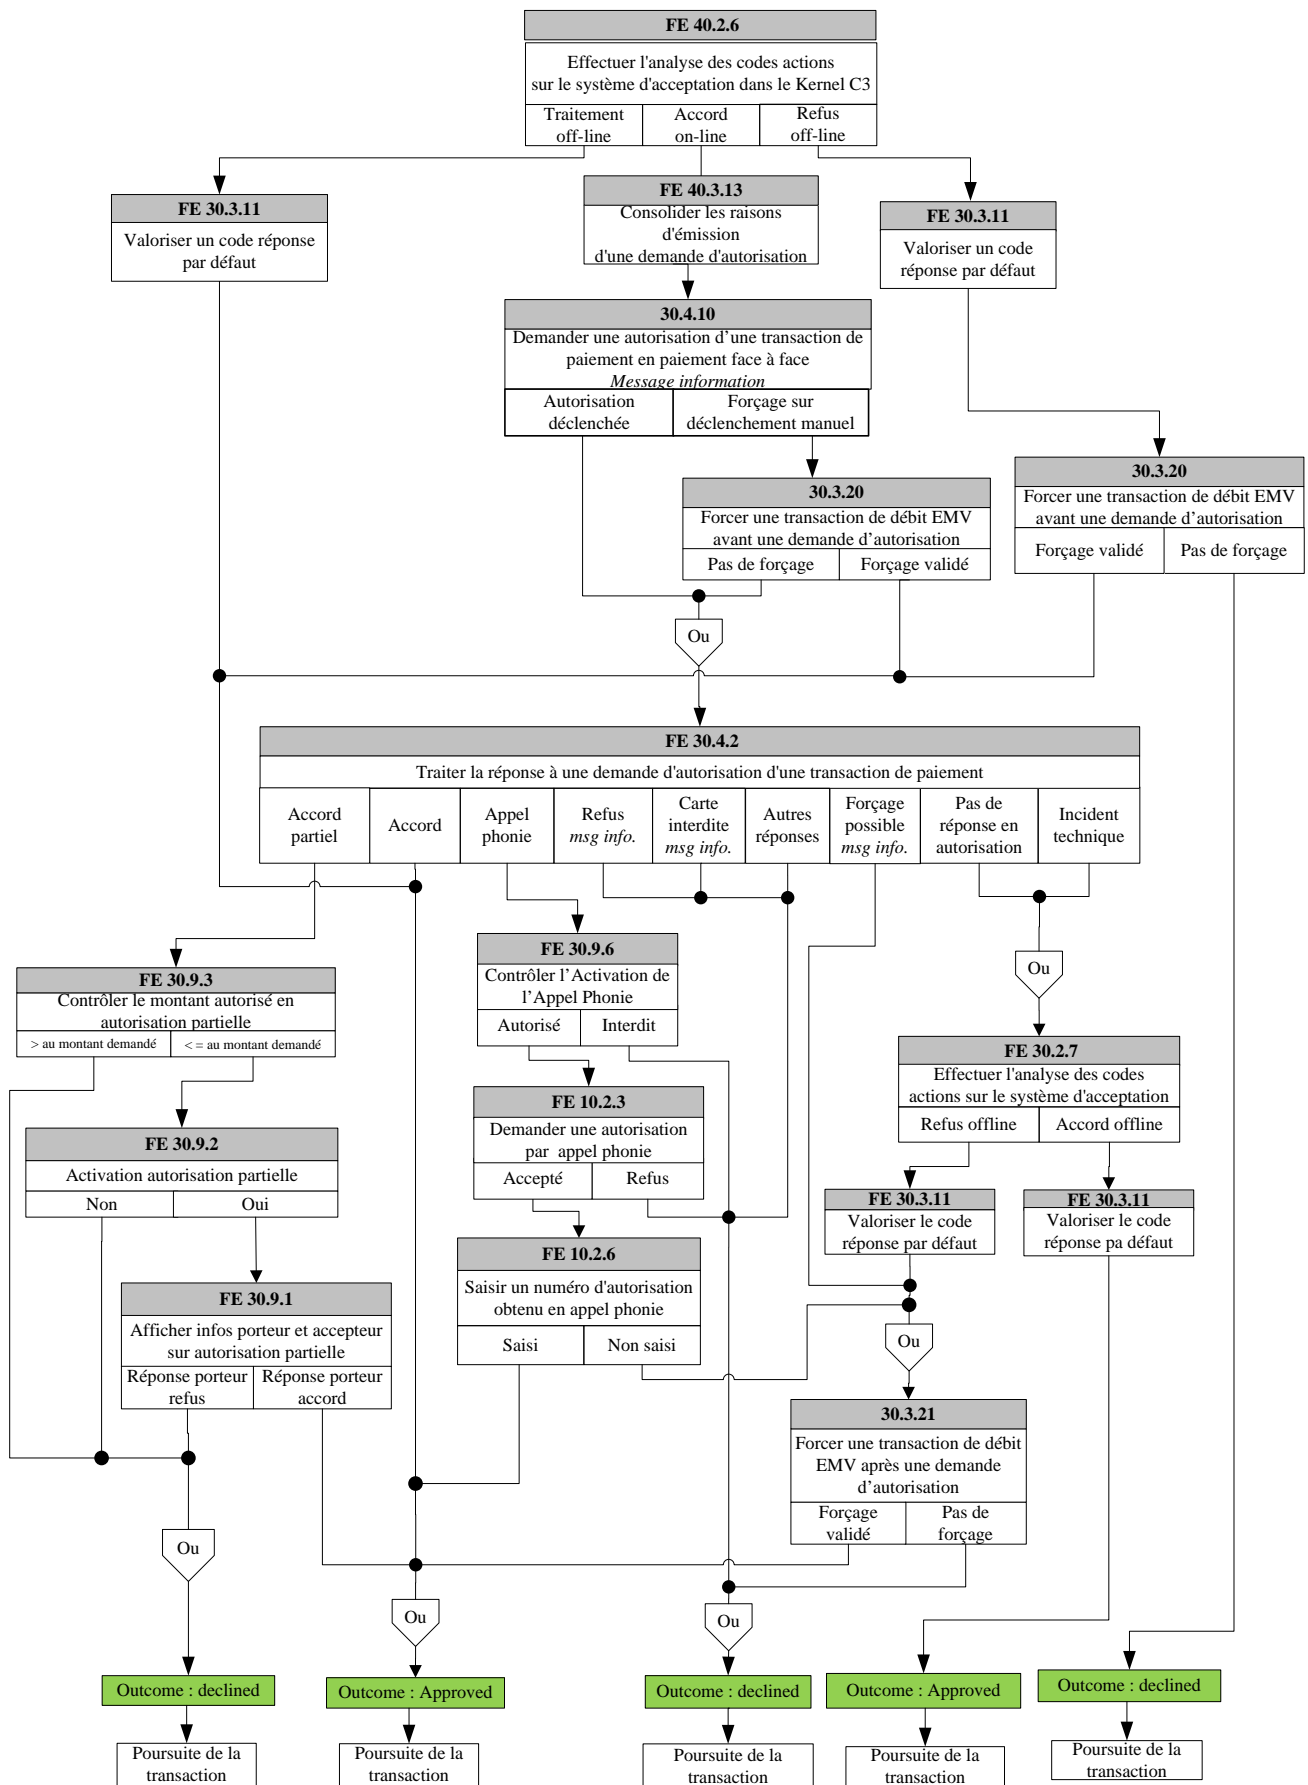 FE 40.2.6
Effectuer l'analyse des codes actions
sur le système d'acceptation dans le Kernel C3
Traitement
off-line
Accord
on-line
Refus
off-line
FE 30.3.11
Valoriser un code réponse
par défaut
FE 40.3.13
Consolider les raisons
d'émission
d'une demande d'autorisation
FE 30.3.11
Valoriser un code
réponse par défaut
30.4.10
Demander une autorisation d’une transaction de
paiement en paiement face à face
Message information
Autorisation
déclenchée
Forçage sur
déclenchement manuel
30.3.20
Forcer une transaction de débit EMV
avant une demande d’autorisation
Pas de forçage
Forçage validé
30.3.20
Forcer une transaction de débit EMV
avant une demande d’autorisation
Forçage validé
Pas de forçage
Ou
FE 30.4.2
Traiter la réponse à une demande d'autorisation d'une transaction de paiement
Accord
partiel
Accord
Appel
phonie
Refus
msg info.
Carte
interdite
msg info.
Autres
réponses
Forçage
possible
msg info.
Pas de
réponse en
autorisation
Incident
technique
FE 30.9.3
Contrôler le montant autorisé en
autorisation partielle
> au montant demandé
< = au montant demandé
FE 30.9.6
Contrôler l’Activation de
l’Appel Phonie
Autorisé
Interdit
Ou
FE 30.2.7
Effectuer l'analyse des codes
actions sur le système d'acceptation
Refus offline
Accord offline
FE 10.2.3
Demander une autorisation
par appel phonie
Accepté
Refus
FE 30.9.2
Activation autorisation partielle
Non
Oui
FE 30.3.11
Valoriser le code
réponse par défaut
FE 30.3.11
Valoriser le code
réponse pa défaut
FE 10.2.6
Saisir un numéro d'autorisation
obtenu en appel phonie
Saisi
Non saisi
FE 30.9.1
Afficher infos porteur et accepteur
sur autorisation partielle
Réponse porteur
refus
Réponse porteur
accord
Ou
30.3.21
Forcer une transaction de débit
EMV après une demande
d’autorisation
Forçage
validé
Pas de
forçage
Ou
Ou
Ou
Outcome : declined
Outcome : Approved
Outcome : declined
Outcome : Approved
Outcome : declined
Poursuite de la
transaction
Poursuite de la
transaction
Poursuite de la
transaction
Poursuite de la
transaction
Poursuite de la
transaction